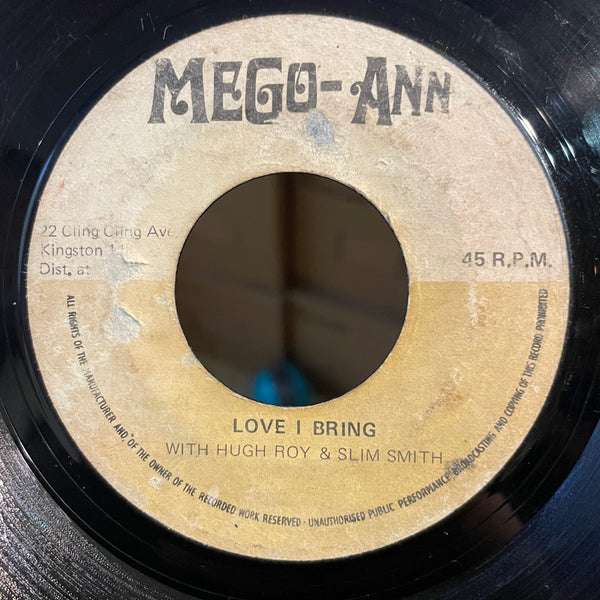 MEGO-ANN
22 Cling Cling Ave
Kingston 11
Dist. at
45 R.P.M.
LOVE I BRING
WITH HUGH ROY & SLIM SMITH
ALL RIGHTS OF THE MANUFACTURER AND OF THE OWNER OF THE RECORDED WORK RESERVED - UNAUTHORISED PUBLIC PERFORMANCE BROADCASTING AND COPYING OF THIS RECORD PROHIBITED